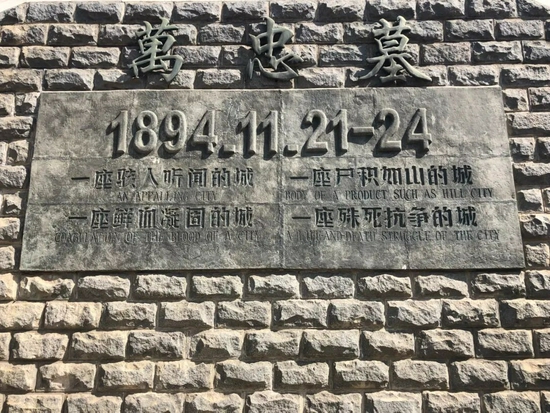 萬忠墓
1894.11.21-24
一座骇人听闻的城 一座尸积如山的城
AN APPALLING CITY BODY OF A PRODUCT SUCH AS HILL CITY
一座鲜血凝固的城 一座殊死抗争的城
OF THE BLOOD OF A CITY A LIFE AND DEATH STRUGGLE OF THE CITY